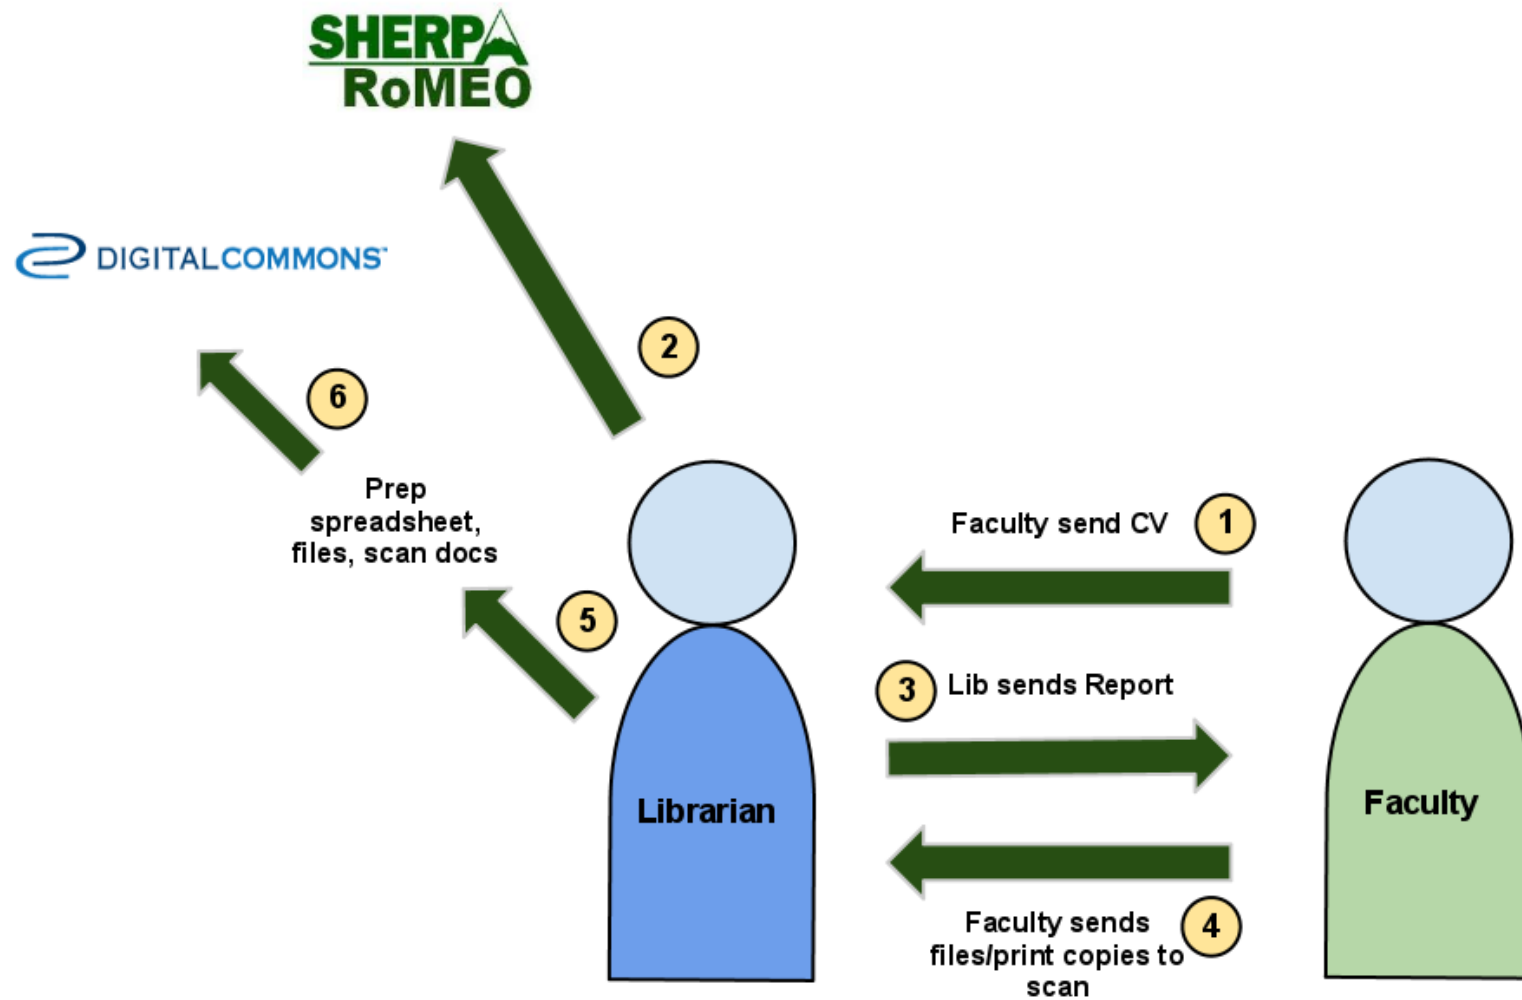 SHERPA
RoMEO
DIGITALCOMMONS™
2
6
Prep
spreadsheet,
files, scan docs
Faculty send CV
1
5
3
Lib sends Report
Librarian
Faculty
4
Faculty sends
files/print copies to
scan